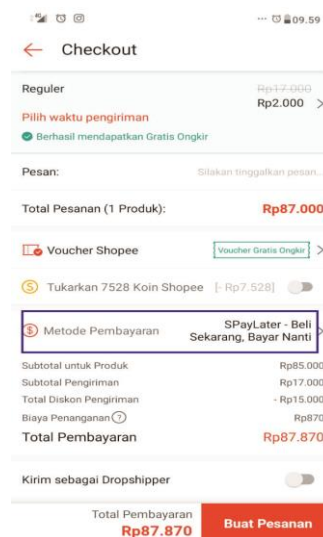 09.59
Checkout
Reguler Rp17.000
Rp2.000
Pilih waktu pengiriman
Berhasil mendapatkan Gratis Ongkir
Pesan: Silakan tinggalkan pesan...
Total Pesanan (1 Produk): Rp87.000
Voucher Shopee Voucher Gratis Ongkir
S Tukarkan 7528 Koin Shopee [- Rp7.528]
$ Metode Pembayaran SPayLater - Beli
Sekarang, Bayar Nanti
Subtotal untuk Produk Rp85.000
Subtotal Pengiriman Rp17.000
Total Diskon Pengiriman - Rp15.000
Biaya Penanganan ? Rp870
Total Pembayaran Rp87.870
Kirim sebagai Dropshipper
Total Pembayaran
Rp87.870
Buat Pesanan